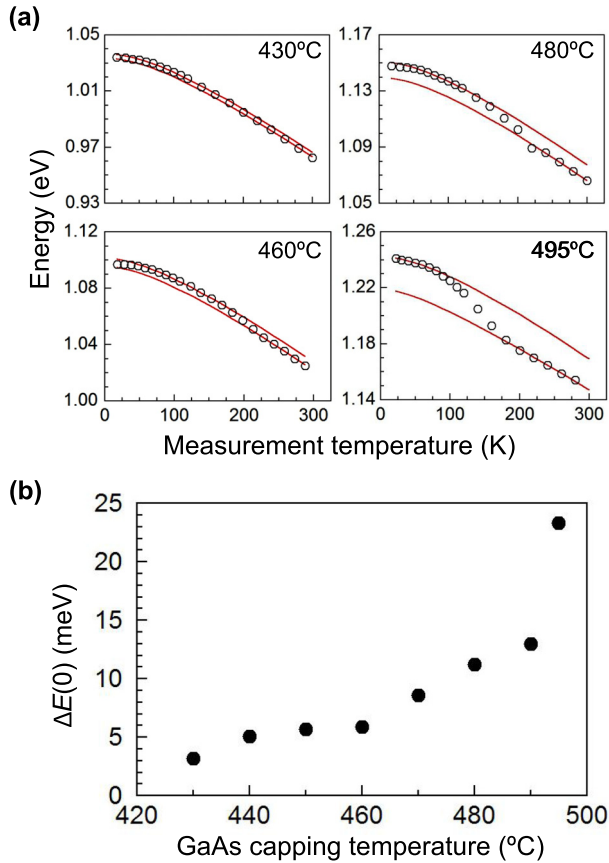 (a)
430ºC
480ºC
1.05
1.01
0.97
0.93
1.17
1.13
1.09
1.05
Energy (eV)
460ºC
495ºC
1.12
1.08
1.04
1.00
1.26
1.22
1.18
1.14
0 100 200 300
0 100 200 300
Measurement temperature (K)
(b)
25
20
15
10
5
0
ΔE(0) (meV)
420 440 460 480 500
GaAs capping temperature (ºC)